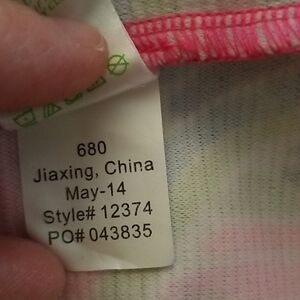 680
Jiaxing, China
May-14
Style# 12374
PO# 043835